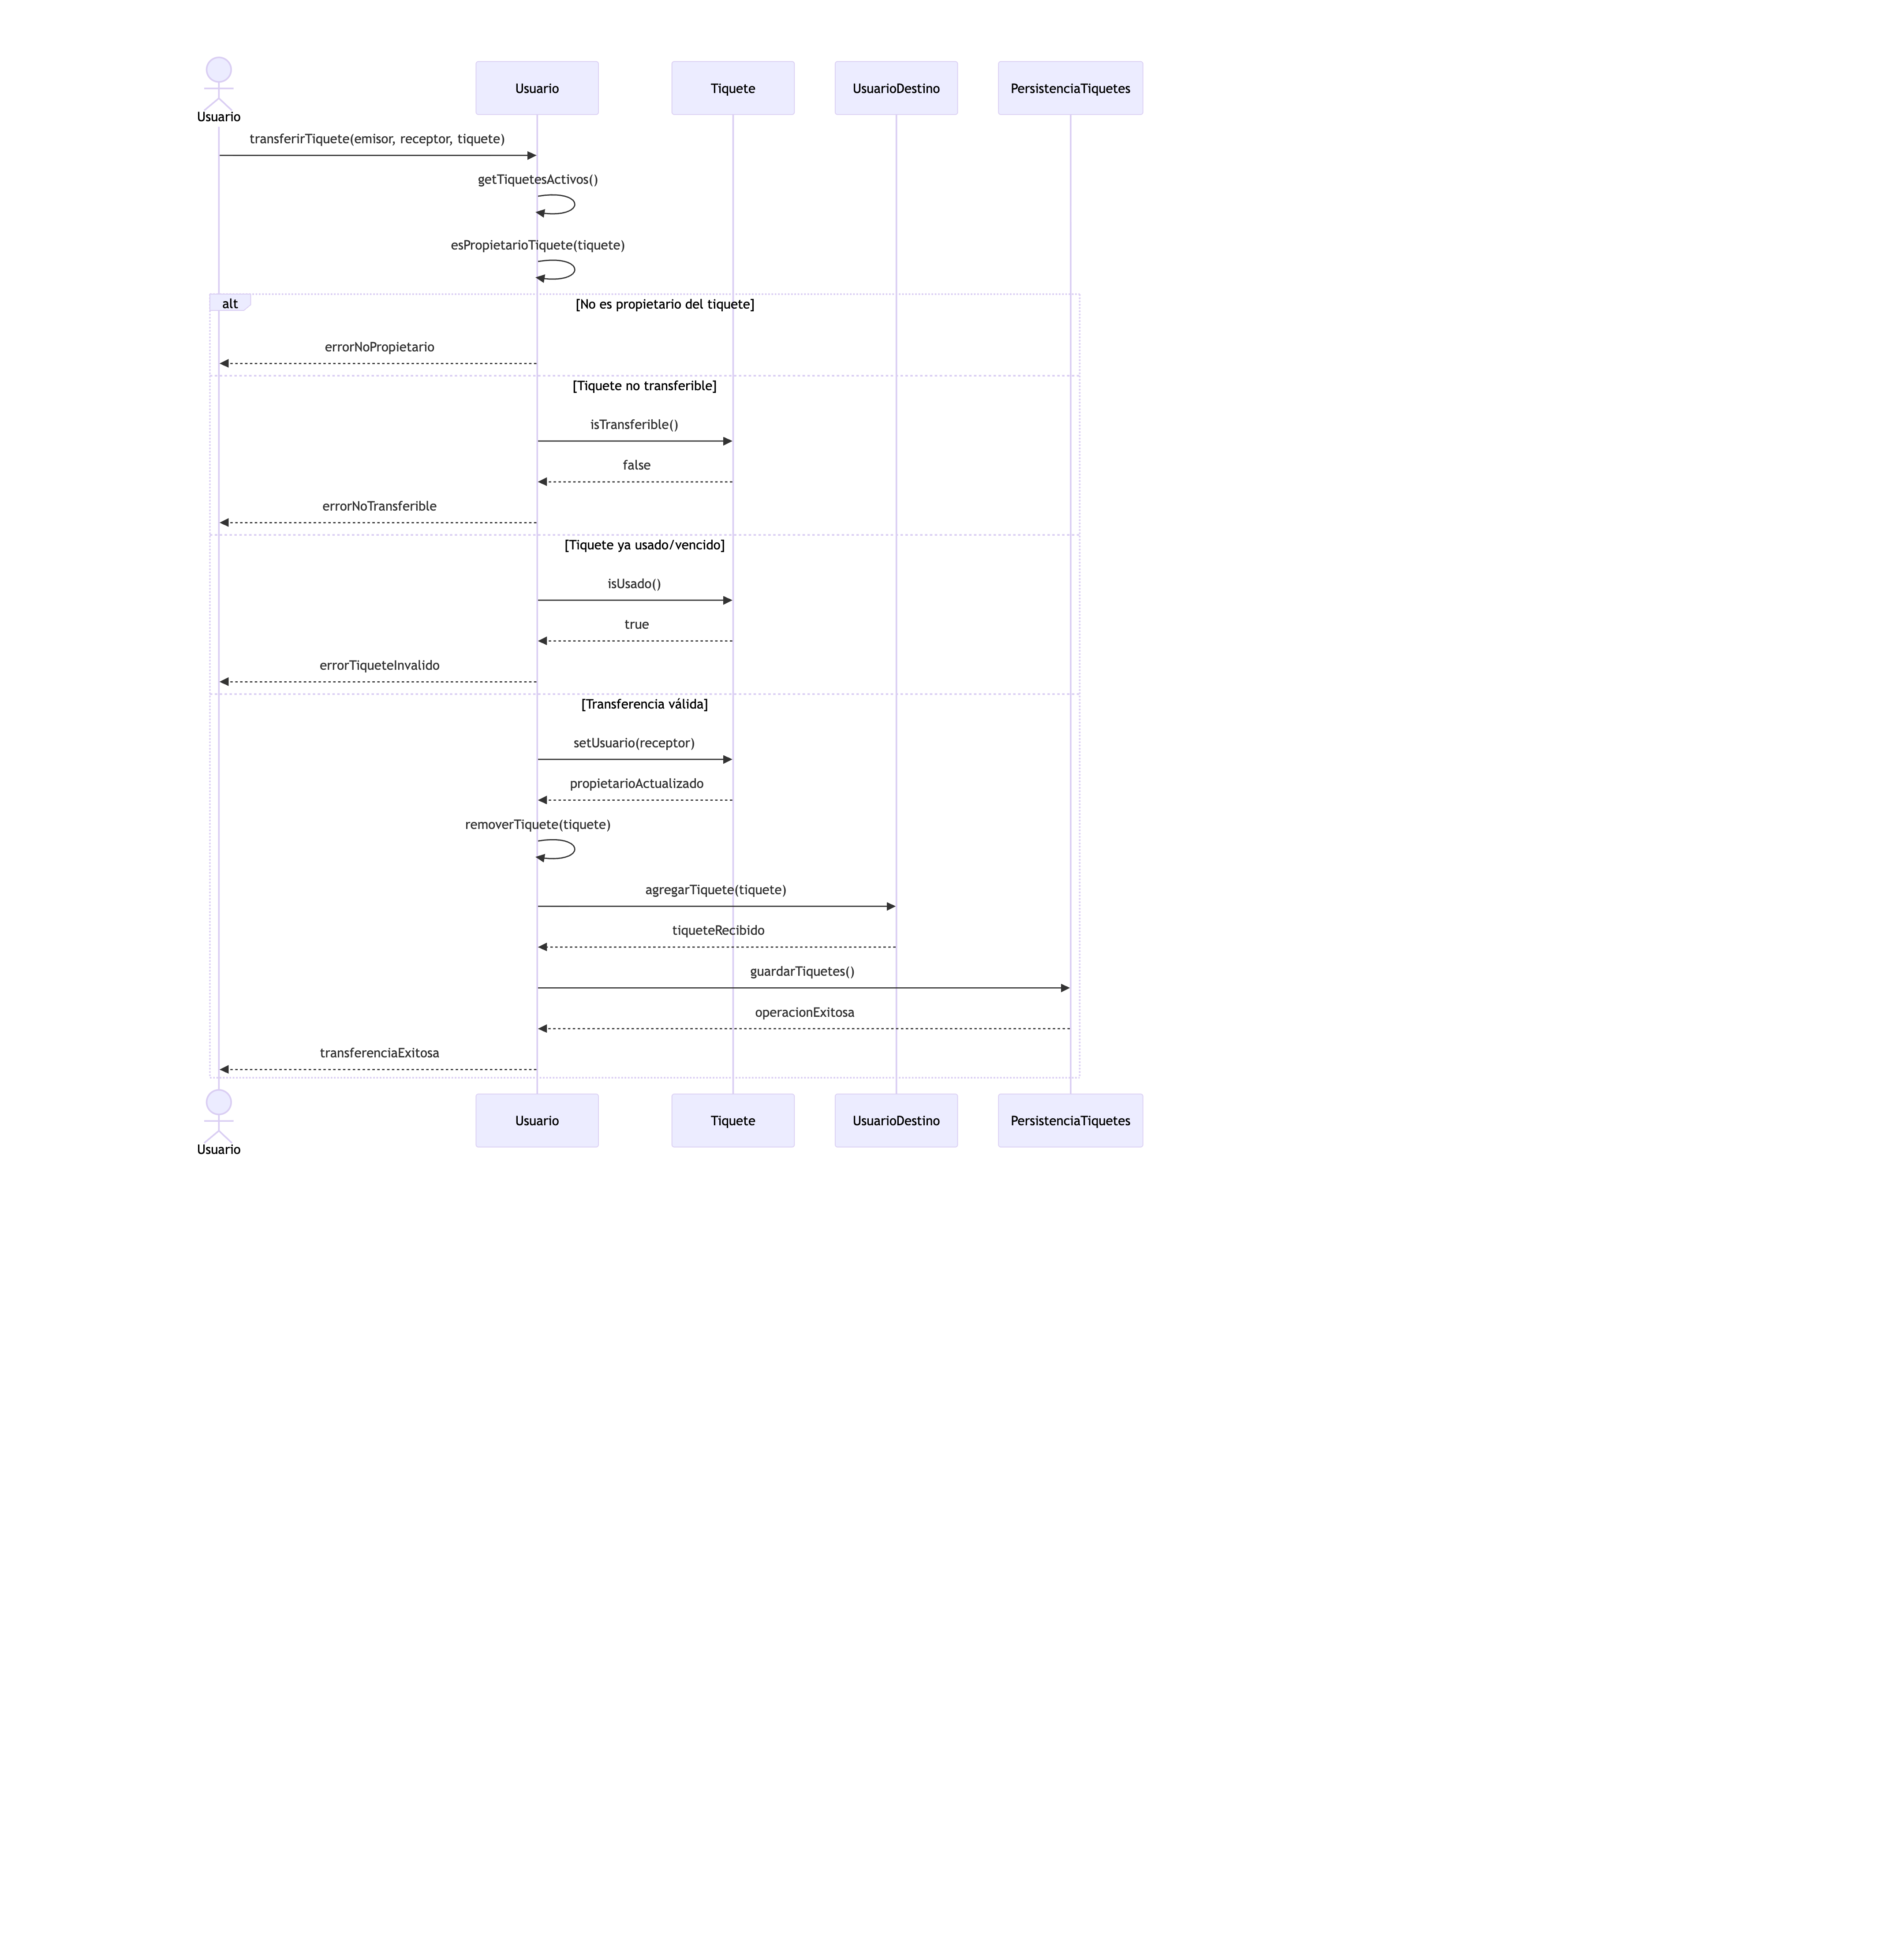 Usuario
Usuario
Tiquete
UsuarioDestino
PersistenciaTiquetes
transferirTiquete(emisor, receptor, tiquete)
getTiquetesActivos()
esPropietarioTiquete(tiquete)
alt
[No es propietario del tiquete]
errorNoPropietario
[Tiquete no transferible]
isTransferible()
false
errorNoTransferible
[Tiquete ya usado/vencido]
isUsado()
true
errorTiqueteInvalido
[Transferencia válida]
setUsuario(receptor)
propietarioActualizado
removerTiquete(tiquete)
agregarTiquete(tiquete)
tiqueteRecibido
guardarTiquetes()
operacionExitosa
transferenciaExitosa
Usuario
Usuario
Tiquete
UsuarioDestino
PersistenciaTiquetes